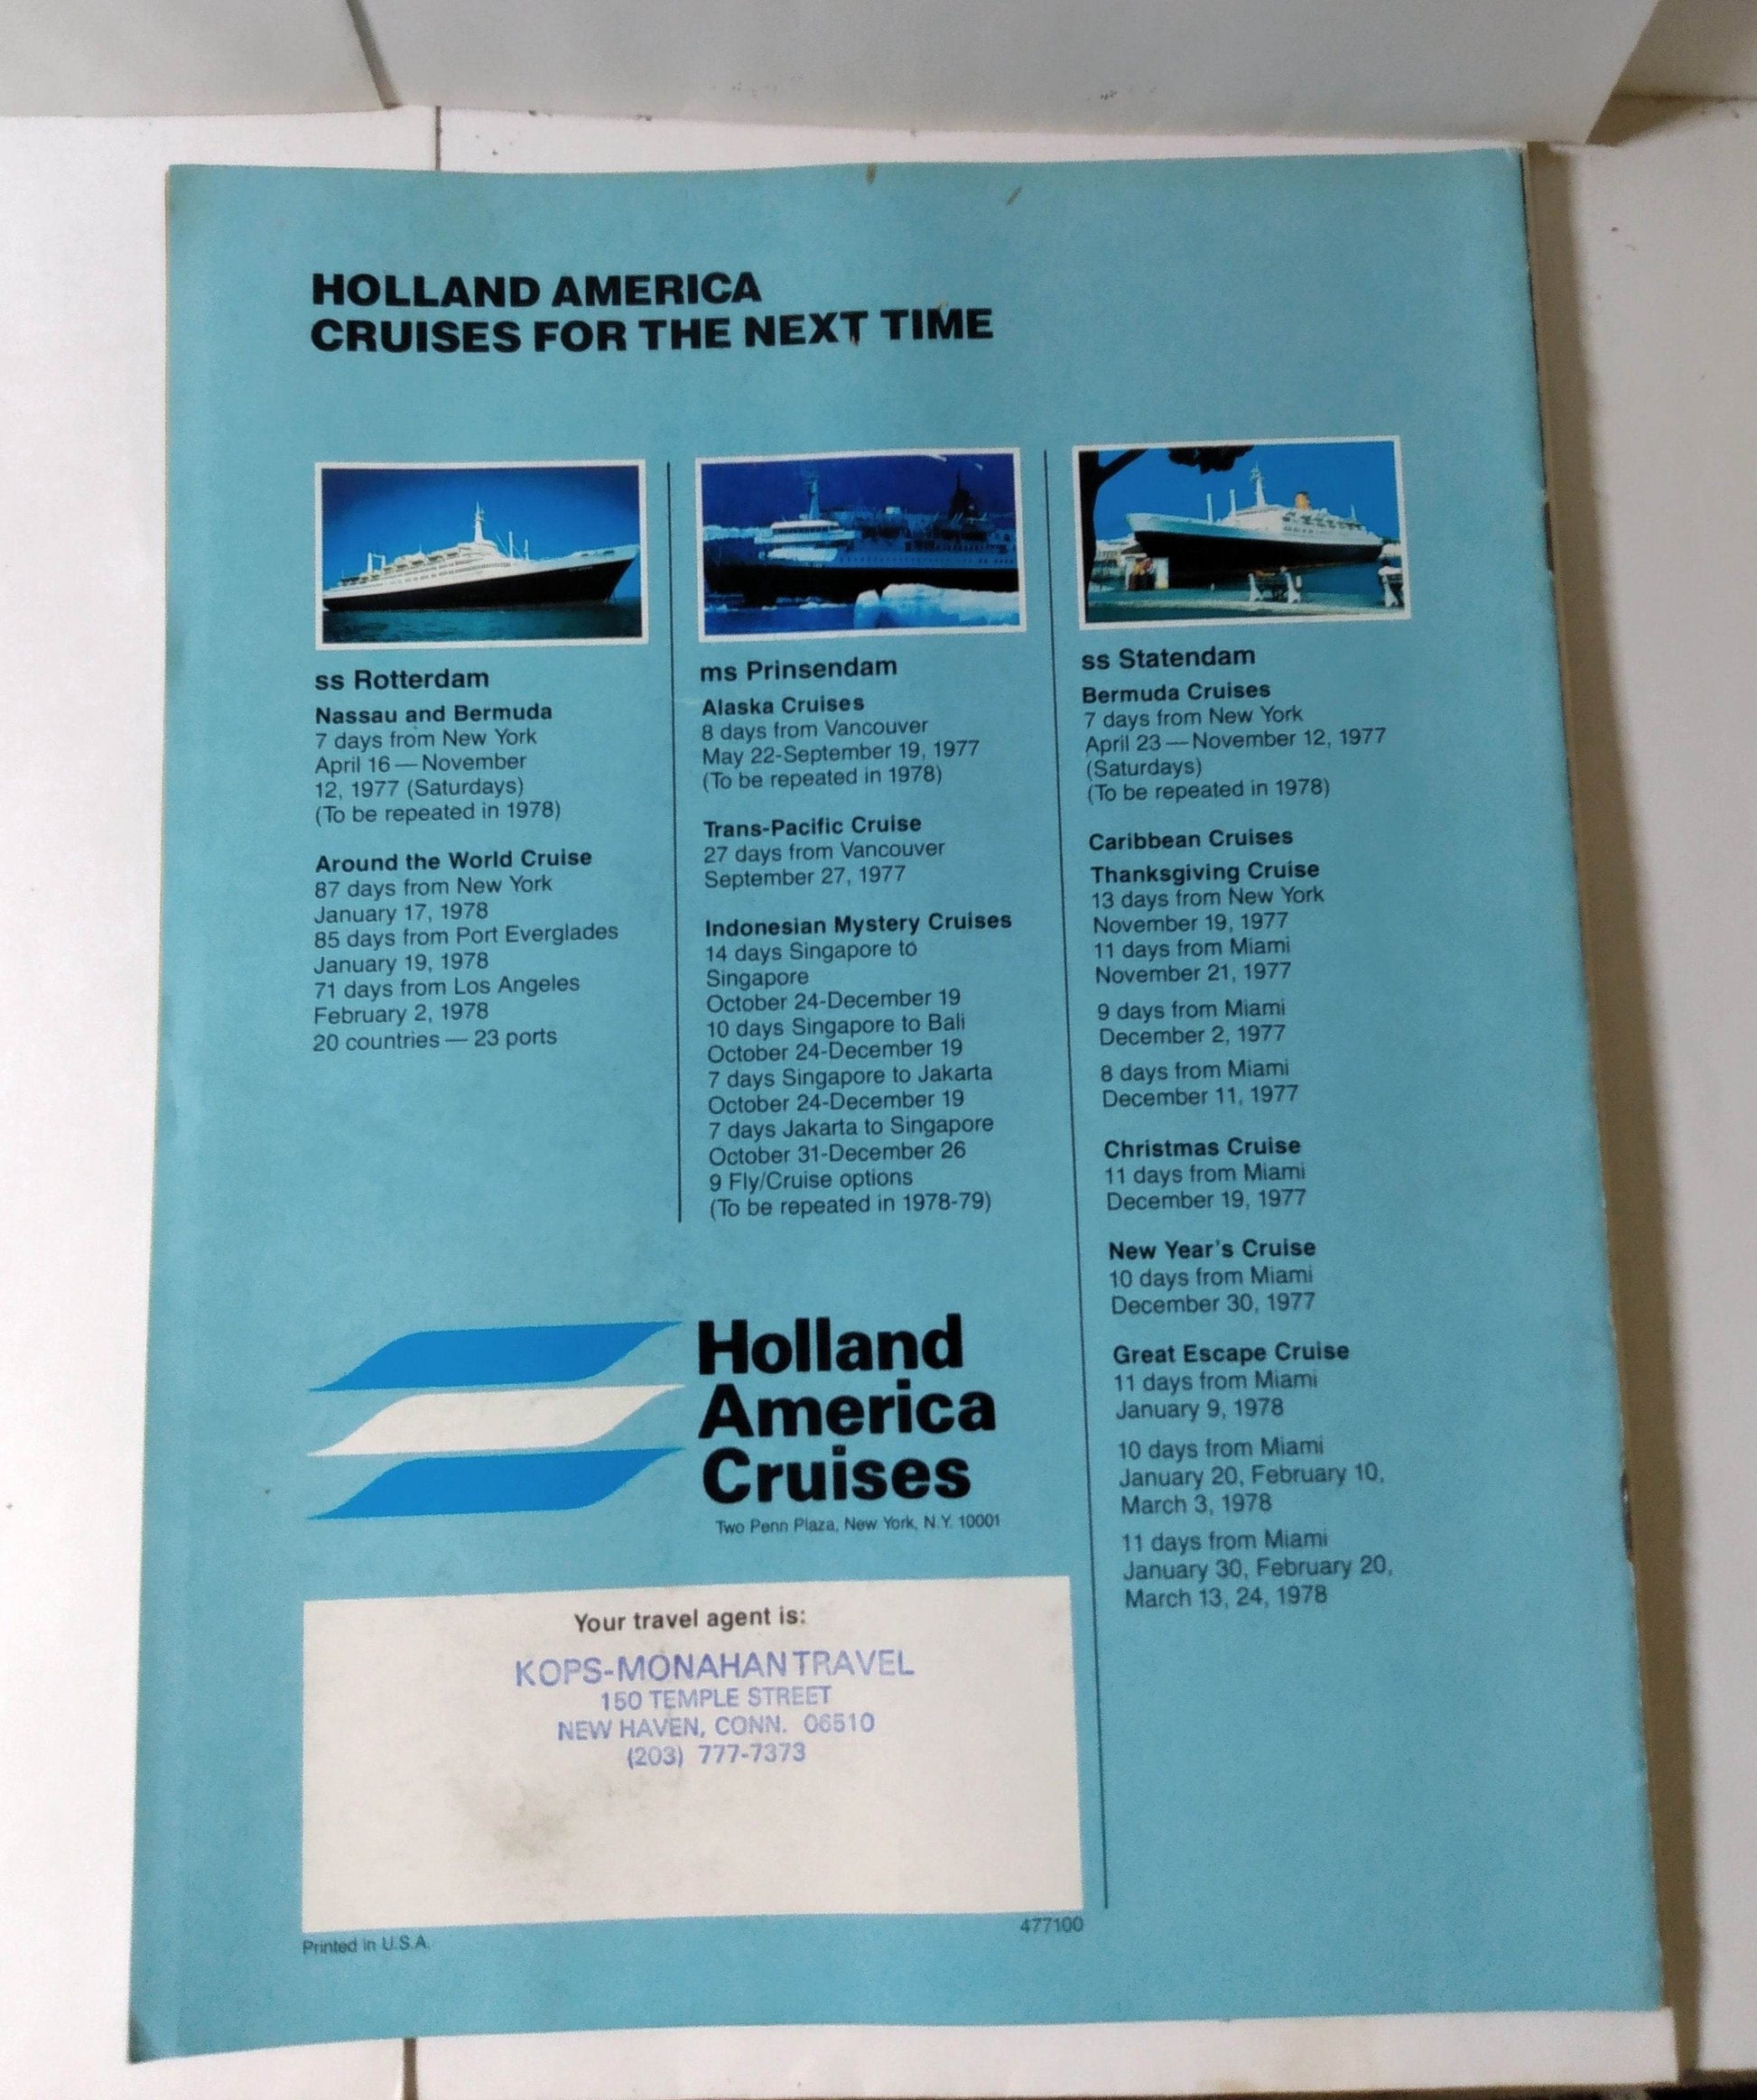 HOLLAND AMERICA
CRUISES FOR THE NEXT TIME
ss Rotterdam
Nassau and Bermuda
7 days from New York
April 16 — November
12, 1977 (Saturdays)
(To be repeated in 1978)
Around the World Cruise
87 days from New York
January 17, 1978
85 days from Port Everglades
January 19, 1978
71 days from Los Angeles
February 2, 1978
20 countries — 23 ports
ms Prinsendam
Alaska Cruises
8 days from Vancouver
May 22-September 19, 1977
(To be repeated in 1978)
Trans-Pacific Cruise
27 days from Vancouver
September 27, 1977
Indonesian Mystery Cruises
14 days Singapore to
Singapore
October 24-December 19
10 days Singapore to Bali
October 24-December 19
7 days Singapore to Jakarta
October 24-December 19
7 days Jakarta to Singapore
October 31-December 26
9 Fly/Cruise options
(To be repeated in 1978-79)
ss Statendam
Bermuda Cruises
7 days from New York
April 23 — November 12, 1977
(Saturdays)
(To be repeated in 1978)
Caribbean Cruises
Thanksgiving Cruise
13 days from New York
November 19, 1977
11 days from Miami
November 21, 1977
9 days from Miami
December 2, 1977
8 days from Miami
December 11, 1977
Christmas Cruise
11 days from Miami
December 19, 1977
New Year's Cruise
10 days from Miami
December 30, 1977
Great Escape Cruise
11 days from Miami
January 9, 1978
10 days from Miami
January 20, February 10,
March 3, 1978
11 days from Miami
January 30, February 20,
March 13, 24, 1978
Holland
America
Cruises
Two Penn Plaza, New York, N.Y. 10001
Your travel agent is:
KOPS-MONAHAN TRAVEL
150 TEMPLE STREET
NEW HAVEN, CONN. 06510
(203) 777-7373
477100
Printed in U.S.A.